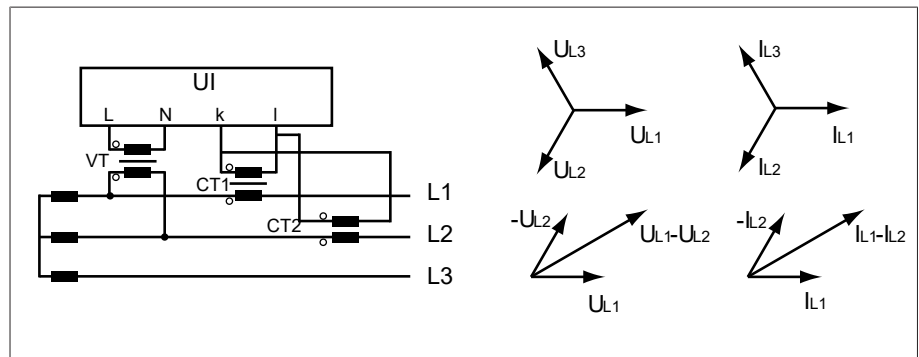 UI
L N k l
VT
CT1
CT2
L1
L2
L3
UL3
UL1
UL2
IL3
IL1
IL2
-UL2
UL1-UL2
UL1
-IL2
IL1-IL2
IL1